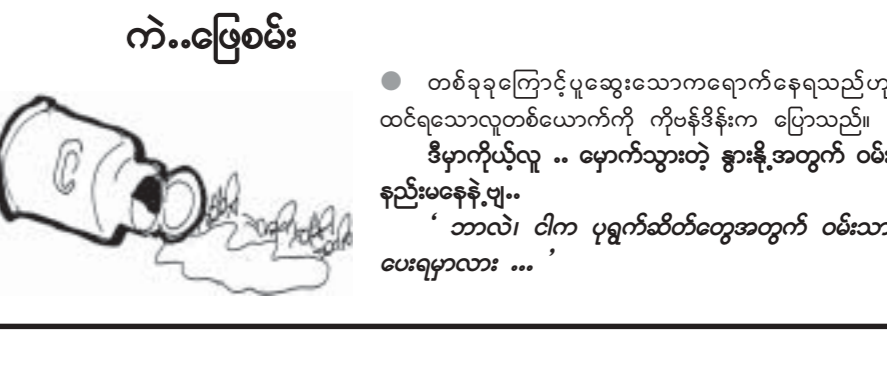 ကဲ..ဖြေစမ်း
● တစ်ခုခုကြောင့်ပူဆွေးသောကရောက်နေရသည်ဟု
ထင်ရသောလူတစ်ယောက်ကို ကိုဗန်ဒိန်းက ပြောသည်။
ဒီမှာကိုယ့်လူ .. မှောက်သွားတဲ့ နွားနို့အတွက် ဝမ်း
နည်းမနေနဲ့ဗျ..
‘ ဘာလဲ၊ ငါက ပုရွက်ဆိတ်တွေအတွက် ဝမ်းသာ
ပေးရမှာလား ... ’